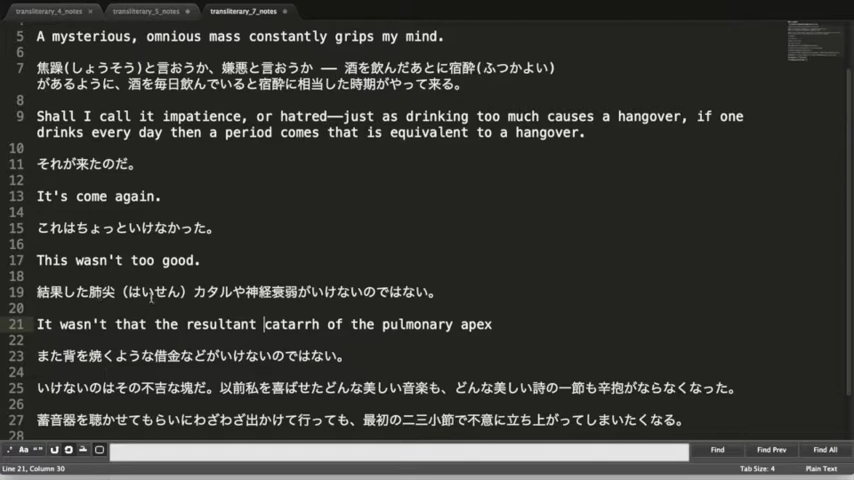 transliterary_4_notes
transliterary_5_notes
transliterary_7_notes
5 A mysterious, omnious mass constantly grips my mind.
7 焦躁(しょうそう)と言おうか、嫌悪と言おうか —— 酒を飲んだあとに宿酔(ふつかよい)
があるように、酒を毎日飲んでいると宿酔に相当した時期がやって来る。
8
9 Shall I call it impatience, or hatred——just as drinking too much causes a hangover, if one
drinks every day then a period comes that is equivalent to a hangover.
10
11 それが来たのだ。
12
13 It's come again.
14
15 これはちょっといけなかった。
16
17 This wasn't too good.
18
19 結果した肺尖（はいせん）カタルや神経衰弱がいけないのではない。
20
21 It wasn't that the resultant catarrh of the pulmonary apex
22
23 また背を焼くような借金などがいけないのではない。
24
25 いけないのはその不吉な塊だ。以前私を喜ばせたどんな美しい音楽も、どんな美しい詩の一節も辛抱がならなくなった。
26
27 蓄音器を聴かせてもらいにわざわざ出かけて行っても、最初の二三小節で不意に立ち上がってしまいたくなる。
28
.* Aa “” Find Find Prev Find All
Line 21, Column 30 Tab Size: 4 Plain Text